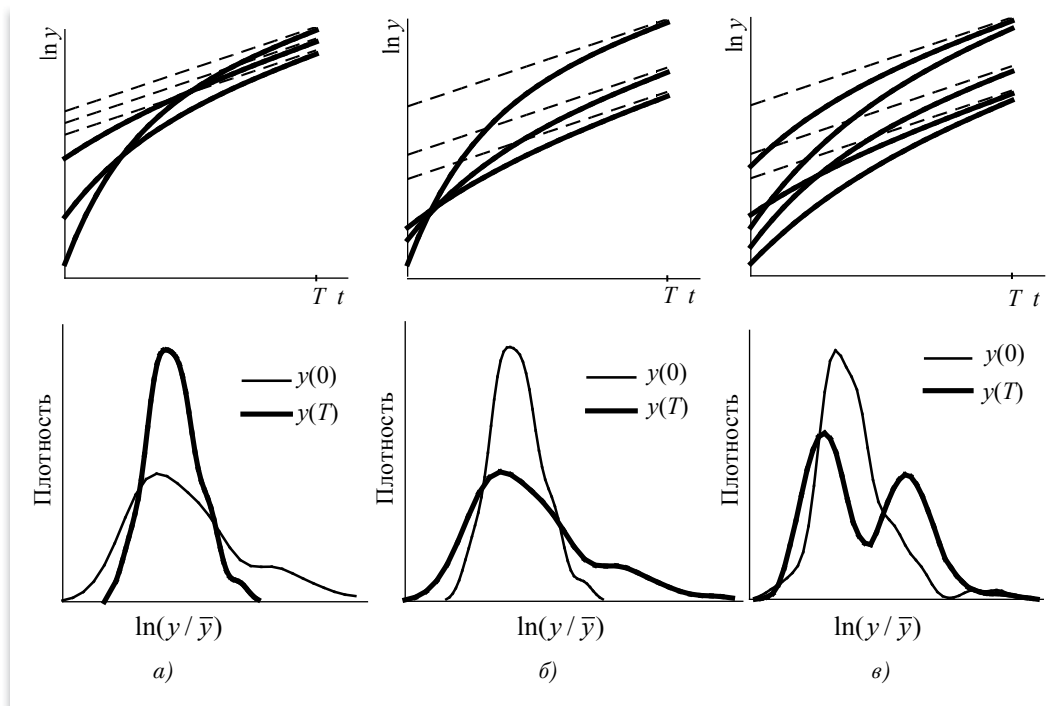 ln y
ln y
ln y
T t
T t
T t
Плотность
y(0)
y(T)
Плотность
y(0)
y(T)
Плотность
y(0)
y(T)
ln(y / ȳ)
ln(y / ȳ)
ln(y / ȳ)
а)
б)
в)